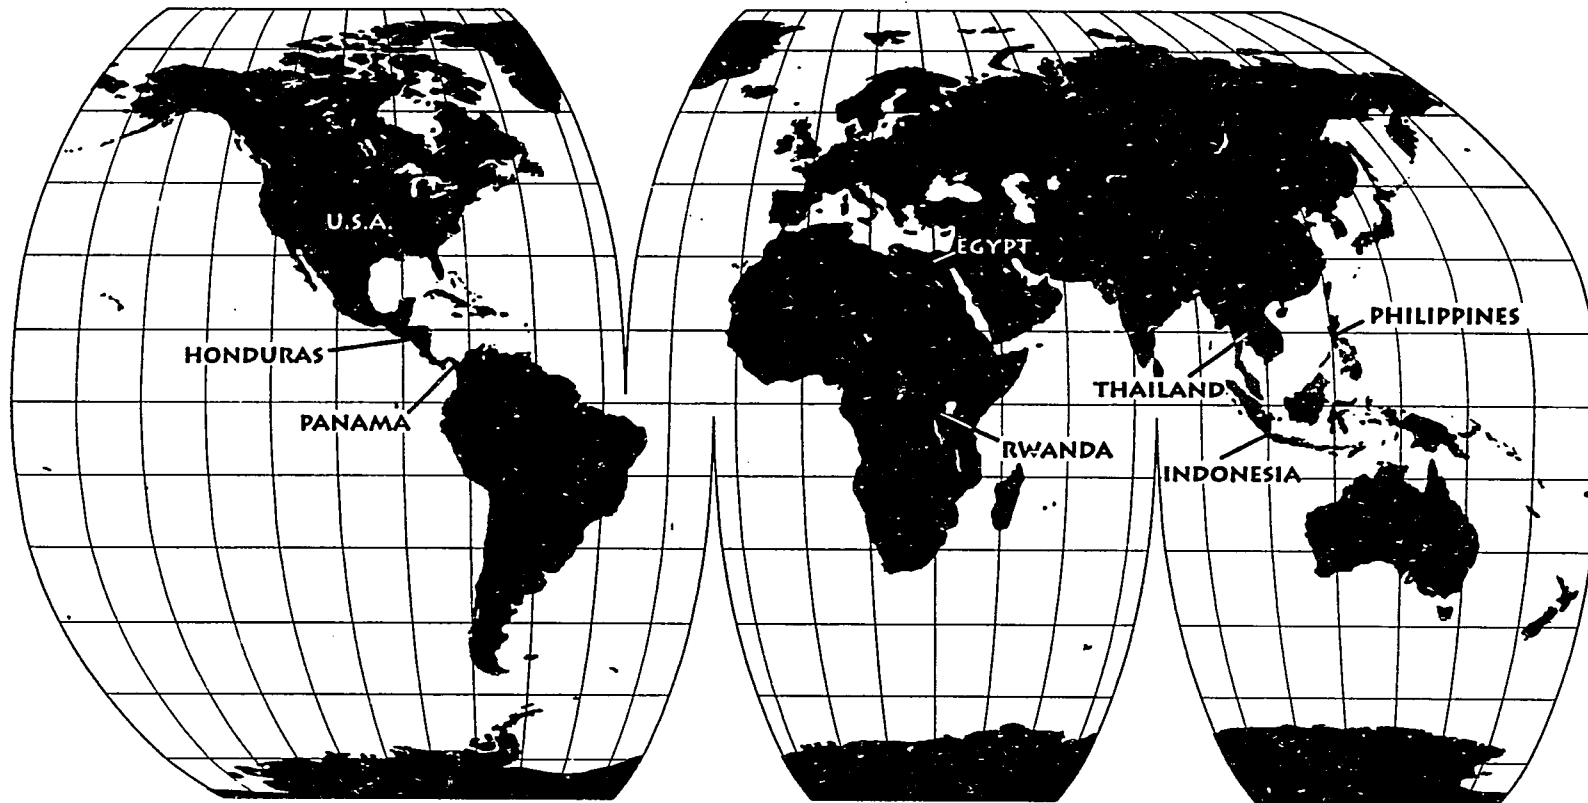 U.S.A.
EGYPT
PHILIPPINES
HONDURAS
THAILAND
PANAMA
RWANDA
INDONESIA